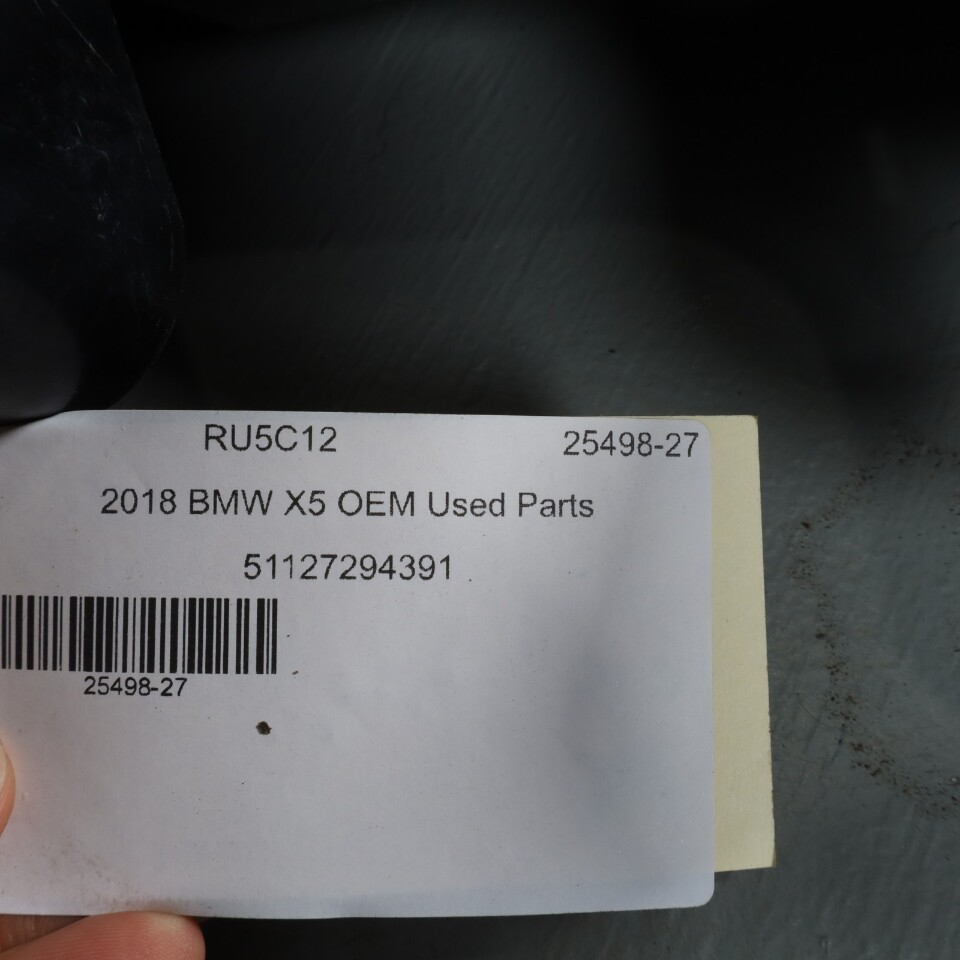 RU5C12 25498-27
2018 BMW X5 OEM Used Parts
51127294391
25498-27